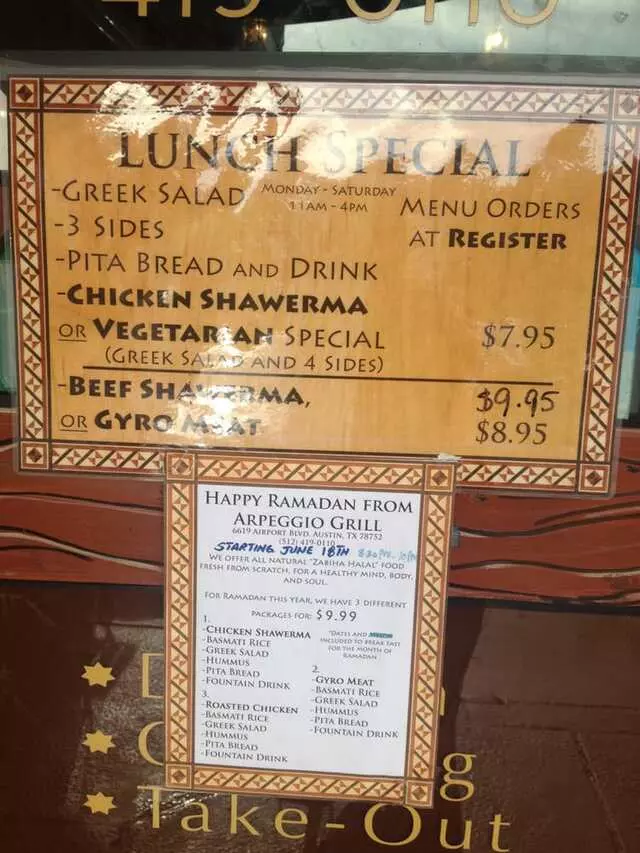 LUNCH SPECIAL
MONDAY - SATURDAY
11AM - 4PM
-GREEK SALAD
-3 SIDES
-PITA BREAD AND DRINK
MENU ORDERS
AT REGISTER
-CHICKEN SHAWERMA
OR VEGETARIAN SPECIAL $7.95
(GREEK SALAD AND 4 SIDES)
-BEEF SHAWERMA, $9.95
OR GYRO MEAT $8.95
HAPPY RAMADAN FROM
ARPEGGIO GRILL
6619 AIRPORT BLVD. AUSTIN, TX 78752
(512) 419-0110
STARTING JUNE 18TH
WE OFFER ALL NATURAL "ZABIHA HALAL" FOOD
FRESH FROM SCRATCH, FOR A HEALTHY MIND, BODY,
AND SOUL.
FOR RAMADAN THIS YEAR, WE HAVE 3 DIFFERENT
PACKAGES FOR: $9.99
1.
-CHICKEN SHAWERMA
-BASMATI RICE
-GREEK SALAD
-HUMMUS
-PITA BREAD
-FOUNTAIN DRINK
*DATES AND
INCLUDED TO BREAK FAST
FOR THE MONTH OF
RAMADAN
2.
-GYRO MEAT
-BASMATI RICE
-GREEK SALAD
-HUMMUS
-PITA BREAD
-FOUNTAIN DRINK
3.
-ROASTED CHICKEN
-BASMATI RICE
-GREEK SALAD
-HUMMUS
-PITA BREAD
-FOUNTAIN DRINK
Take-Out